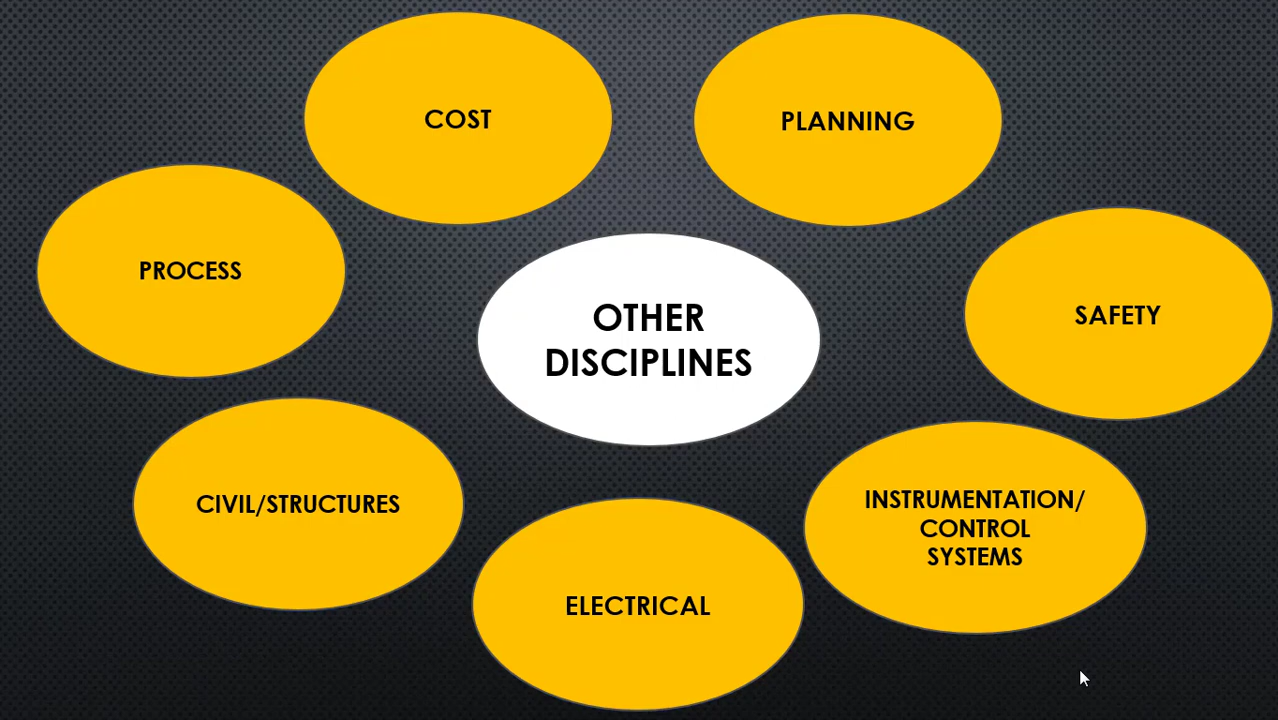 COST
PLANNING
PROCESS
OTHER
DISCIPLINES
SAFETY
CIVIL/STRUCTURES
INSTRUMENTATION/
CONTROL
SYSTEMS
ELECTRICAL